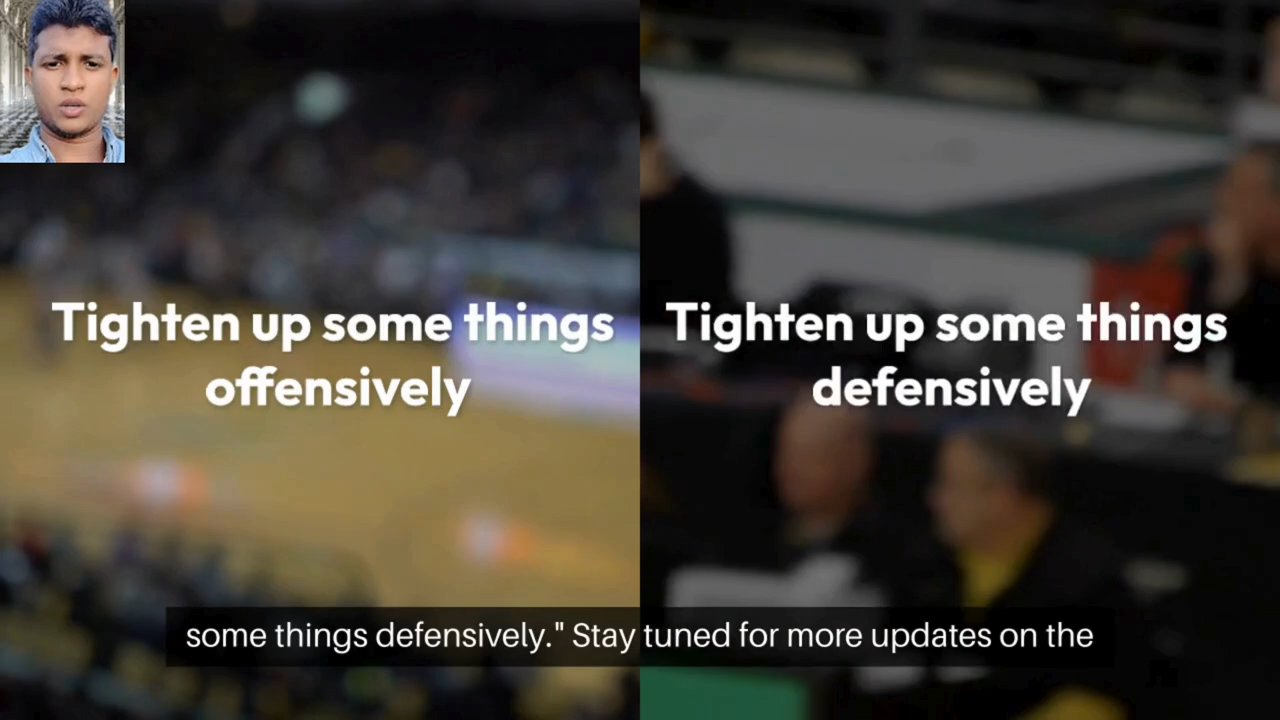 Tighten up some things
offensively
Tighten up some things
defensively
some things defensively." Stay tuned for more updates on the